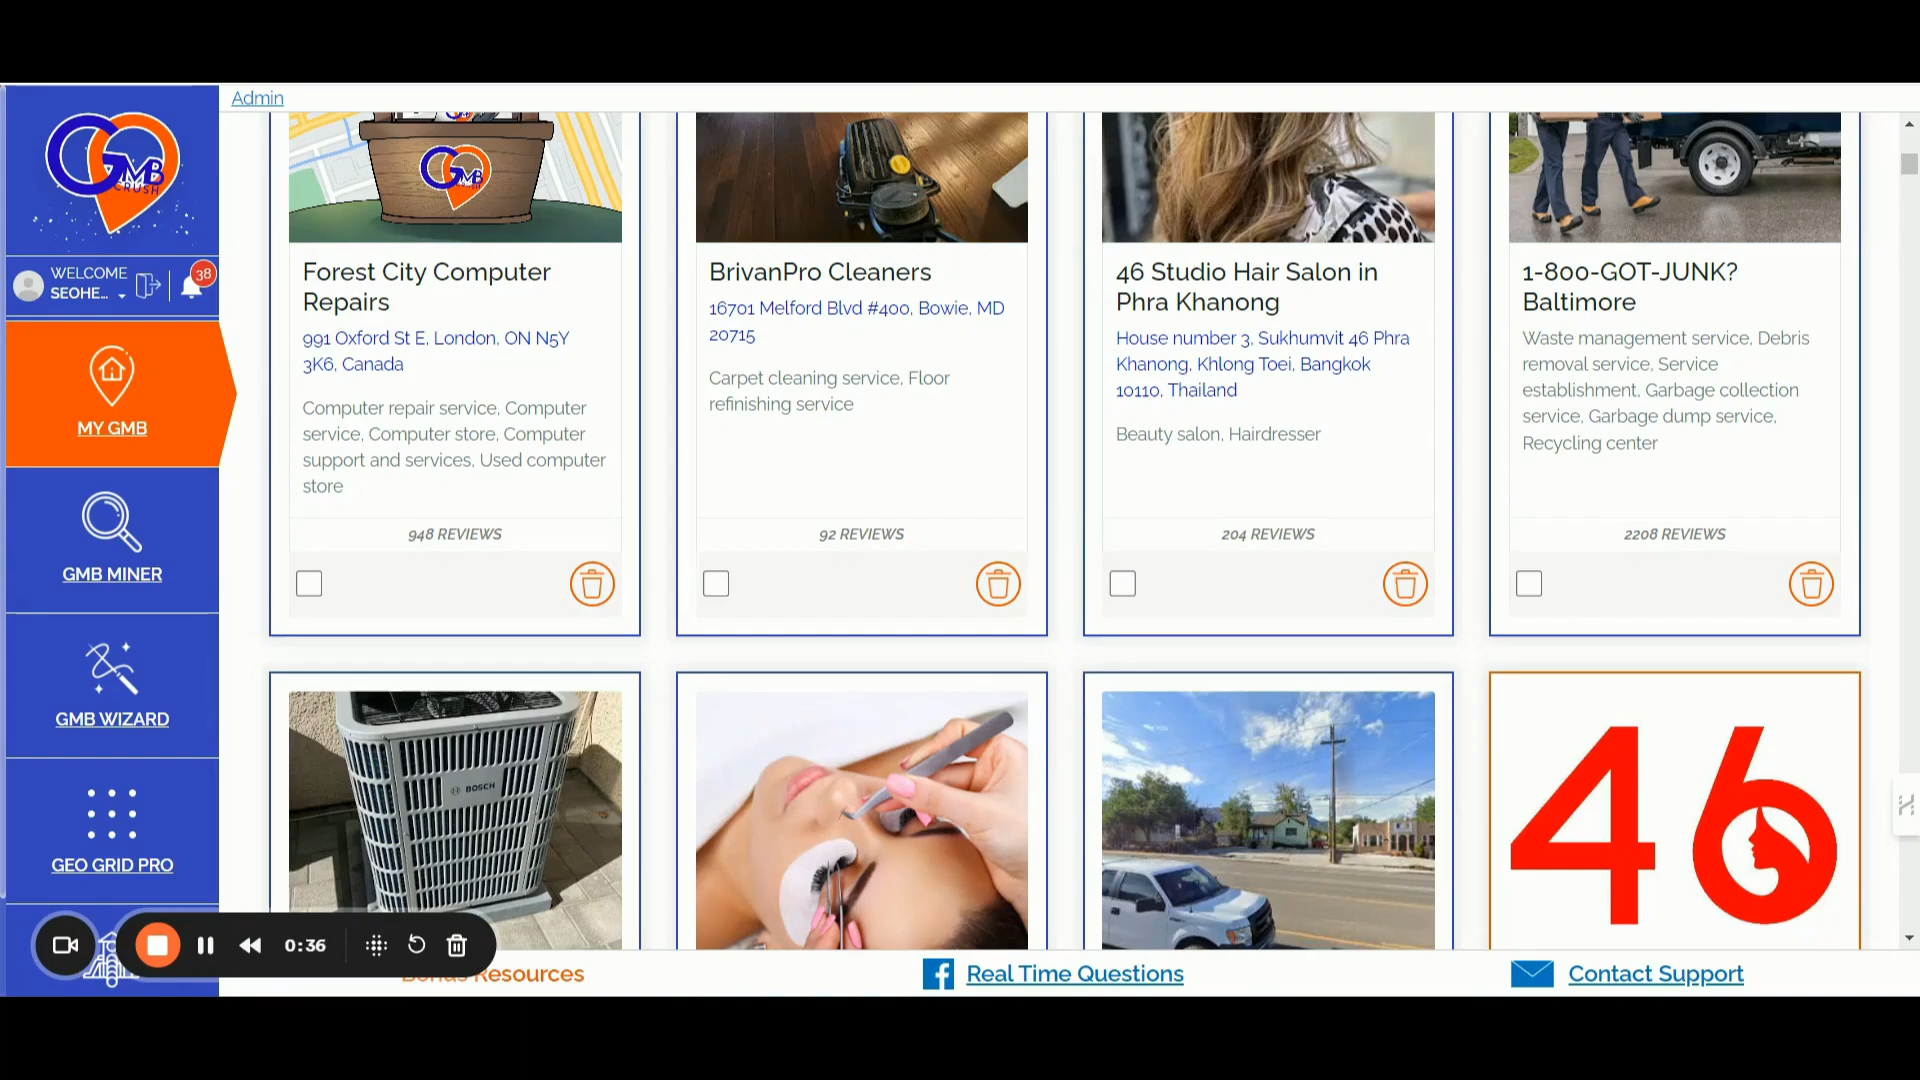 Admin
GMB
CRUSH
GMB
WELCOME
SEOHE...
38
MY GMB
GMB MINER
GMB WIZARD
GEO GRID PRO
Forest City Computer
Repairs
991 Oxford St E, London, ON N5Y
3K6, Canada
Computer repair service, Computer
service, Computer store, Computer
support and services, Used computer
store
948 REVIEWS
BrivanPro Cleaners
16701 Melford Blvd #400, Bowie, MD
20715
Carpet cleaning service, Floor
refinishing service
92 REVIEWS
46 Studio Hair Salon in
Phra Khanong
House number 3, Sukhumvit 46 Phra
Khanong, Khlong Toei, Bangkok
10110, Thailand
Beauty salon, Hairdresser
204 REVIEWS
1-800-GOT-JUNK?
Baltimore
Waste management service, Debris
removal service, Service
establishment, Garbage collection
service, Garbage dump service,
Recycling center
2208 REVIEWS
BOSCH
46
0:36
Bonus Resources
Real Time Questions
Contact Support